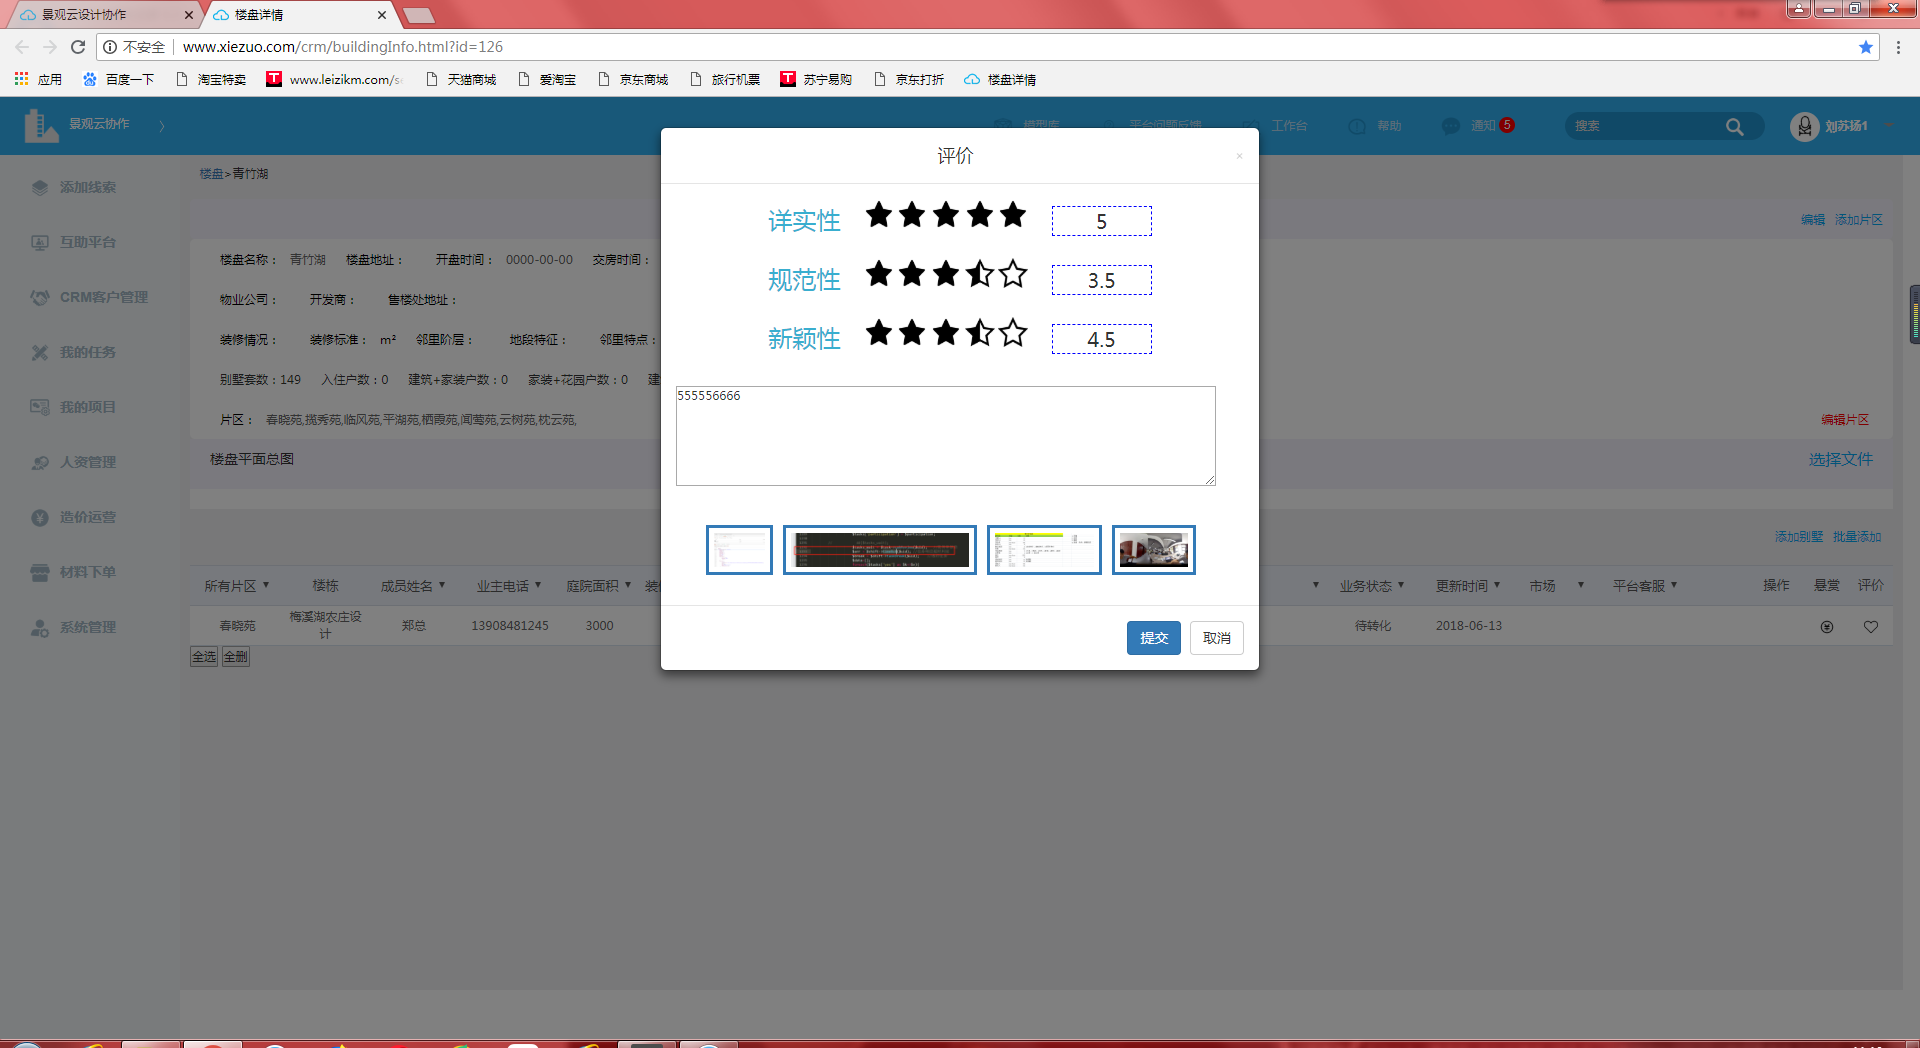 景观云设计协作
楼盘详情
不安全 www.xiezuo.com/crm/buildingInfo.html?id=126
应用 百度一下 淘宝特卖 www.leizikm.com/s 天猫商城 爱淘宝 京东商城 旅行机票 苏宁易购 京东打折 楼盘详情
景观云协作
模型库 平台问题反馈 工作台 帮助 通知 5 搜索 刘苏扬1
添加线索
互助平台
CRM客户管理
我的任务
我的项目
人资管理
造价运营
材料下单
系统管理
楼盘>青竹湖
编辑 添加片区
楼盘名称： 青竹湖 楼盘地址： 开盘时间： 0000-00-00 交房时间：
物业公司： 开发商： 售楼处地址：
装修情况： 装修标准： m² 邻里阶层： 地段特征： 邻里特点：
别墅套数：149 入住户数：0 建筑+家装户数：0 家装+花园户数：0 建
片区： 春晓苑,揽秀苑,临风苑,平湖苑,栖霞苑,闻莺苑,云树苑,枕云苑,
编辑片区
楼盘平面总图 选择文件
添加别墅 批量添加
所有片区 楼栋 成员姓名 业主电话 庭院面积 装 业务状态 更新时间 市场 平台客服 操作 悬赏 评价
春晓苑 梅溪湖农庄设计 郑总 13908481245 3000 待转化 2018-06-13
全选 全删
评价
×
详实性 5
规范性 3.5
新颖性 4.5
555556666
提交 取消